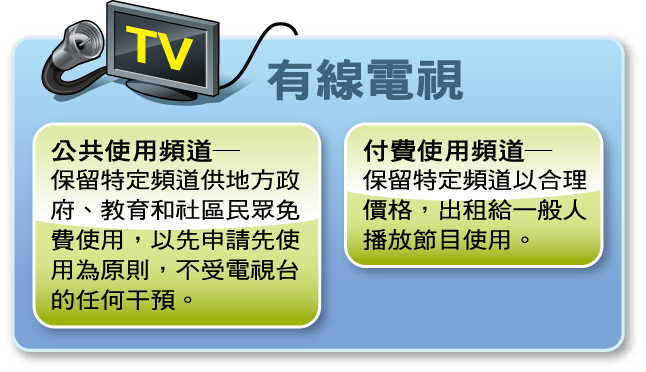 TV
有線電視
公共使用頻道─
保留特定頻道供地方政
府、教育和社區民眾免
費使用，以先申請先使
用為原則，不受電視台
的任何干預。
付費使用頻道─
保留特定頻道以合理
價格，出租給一般人
播放節目使用。